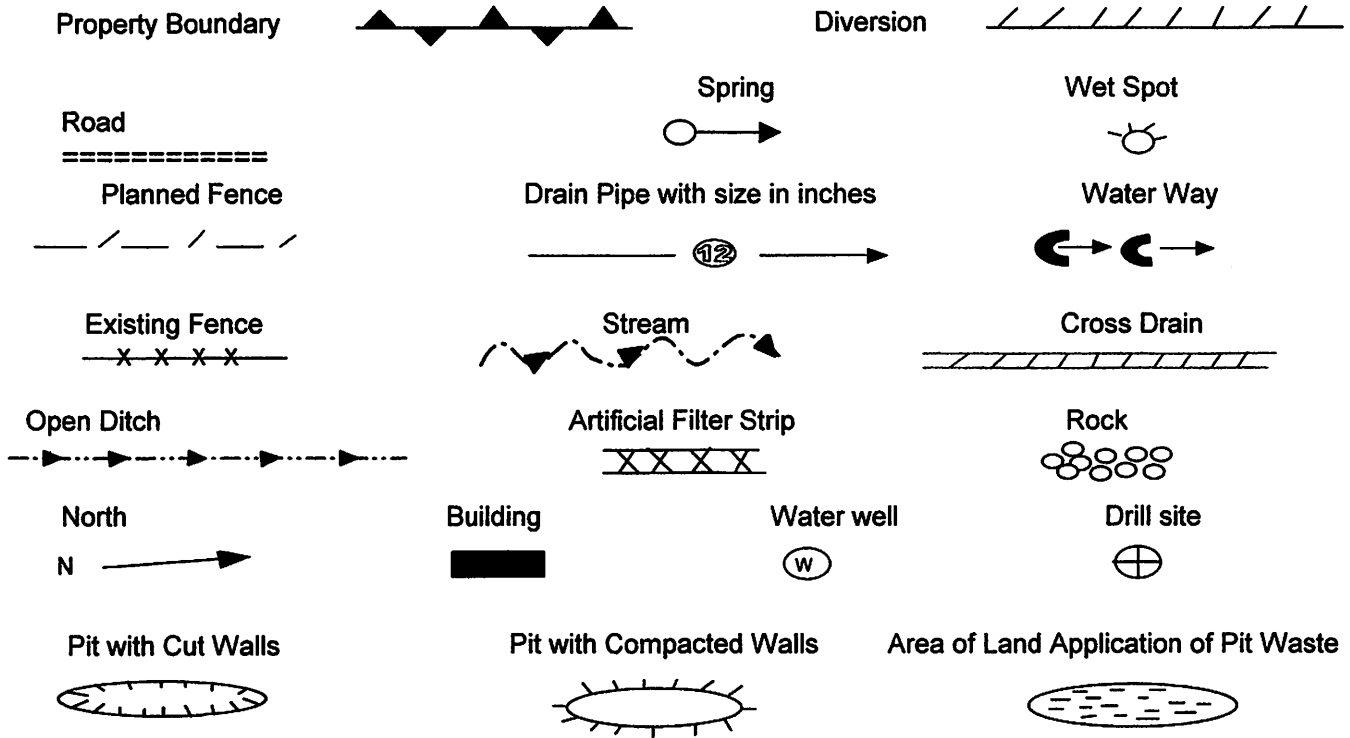 Property Boundary
Diversion
Spring
Wet Spot
Road
Planned Fence
Drain Pipe with size in inches
Water Way
12
Existing Fence
Stream
Cross Drain
X X X X
Open Ditch
Artificial Filter Strip
Rock
North
Building
Water well
Drill site
N
W
Pit with Cut Walls
Pit with Compacted Walls
Area of Land Application of Pit Waste